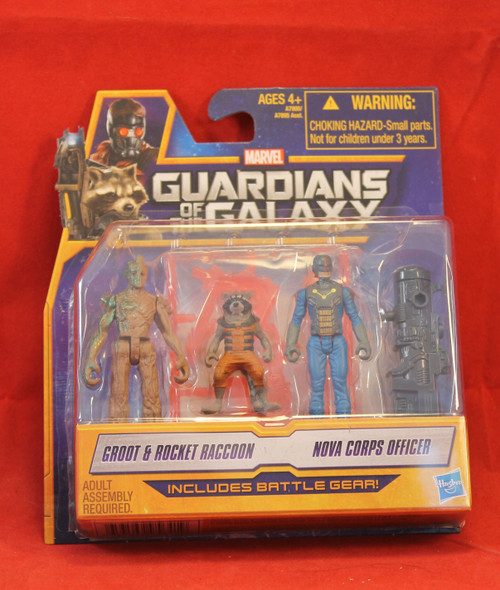 AGES 4+
WARNING:
CHOKING HAZARD-Small parts.
Not for children under 3 years.
MARVEL
GUARDIANS
OF THE GALAXY
GROOT & ROCKET RACCOON
NOVA CORPS OFFICER
ADULT
ASSEMBLY
REQUIRED.
INCLUDES BATTLE GEAR!
Hasbro